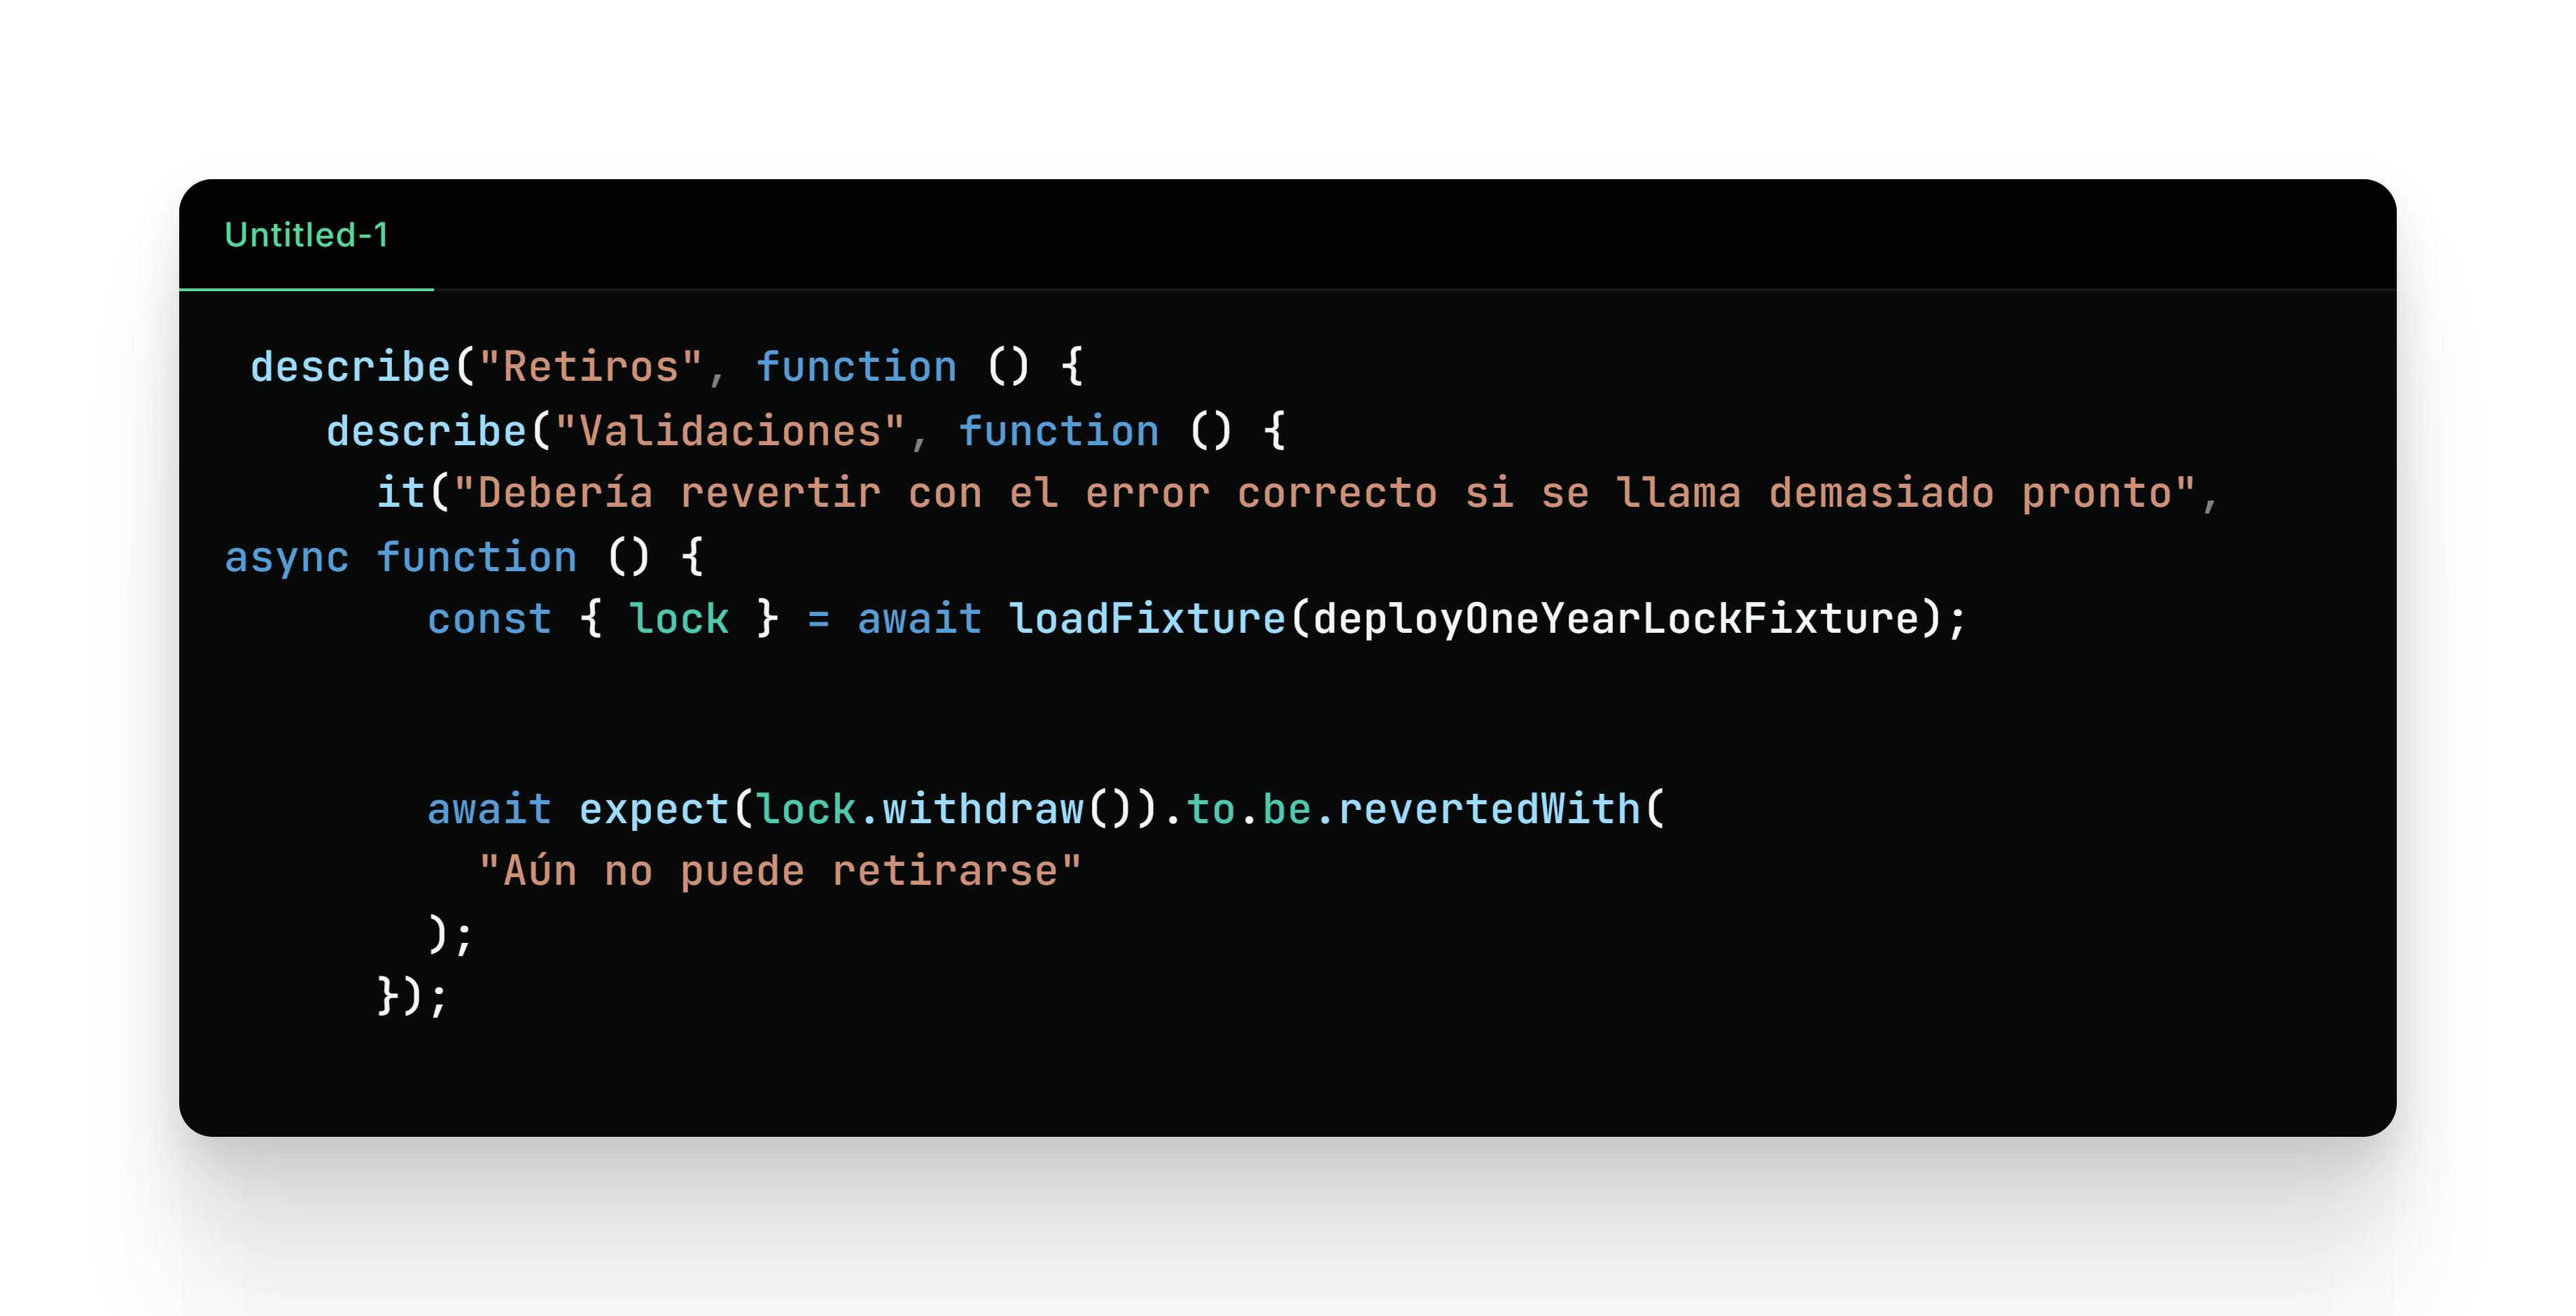 Untitled-1
describe("Retiros", function () {
describe("Validaciones", function () {
it("Debería revertir con el error correcto si se llama demasiado pronto",
async function () {
const { lock } = await loadFixture(deployOneYearLockFixture);
await expect(lock.withdraw()).to.be.revertedWith(
"Aún no puede retirarse"
);
});